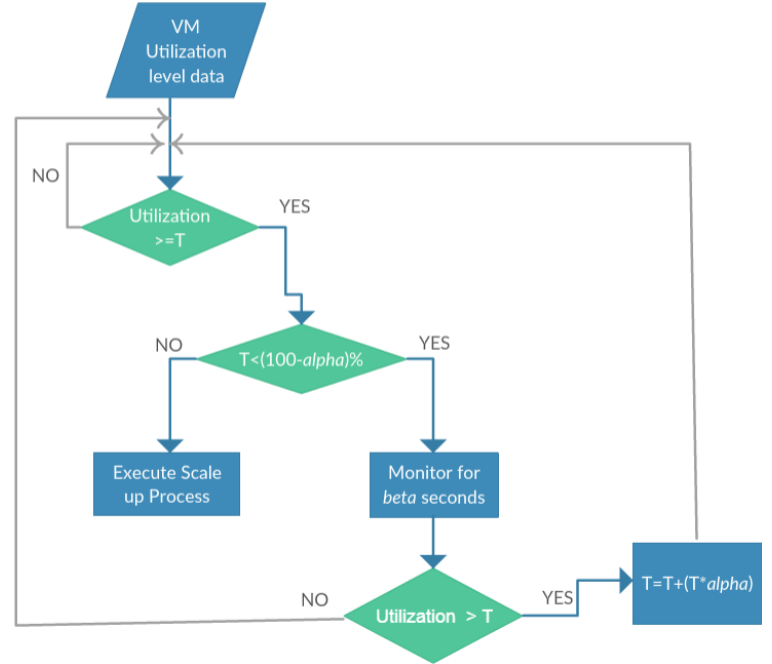 VM
Utilization
level data
NO
Utilization
>=T
YES
NO
T<(100-alpha)%
YES
Execute Scale
up Process
Monitor for
beta seconds
NO
Utilization > T
YES
T=T+(T*alpha)